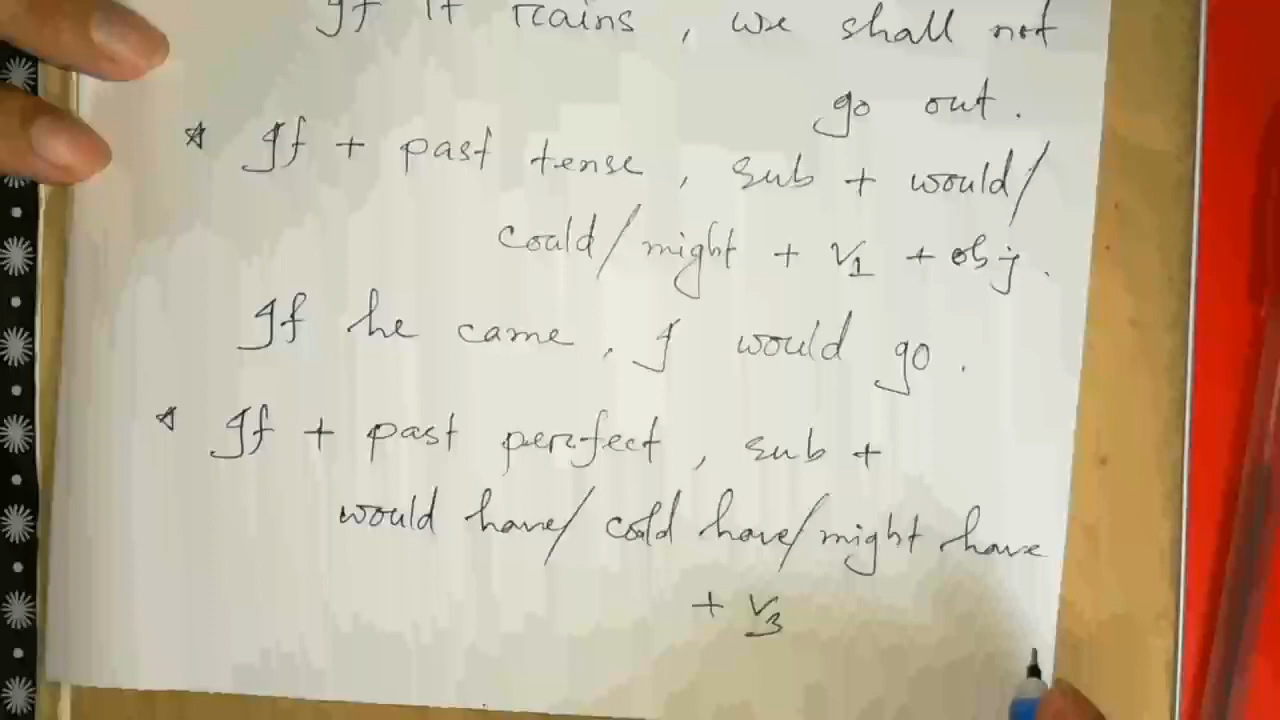 If it rains, we shall not
go out.
* If + past tense, sub + would/
could/might + V1 + obj.
If he came, I would go.
* If + past perfect, sub +
would have/ cold have/might have
+ V3